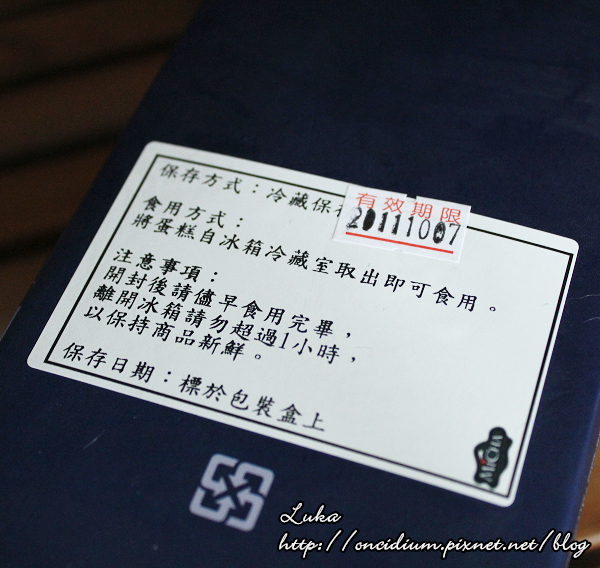 保存方式：冷藏保存
有效期限
20111007
食用方式：
將蛋糕自冰箱冷藏室取出即可食用。
注意事項：
開封後請儘早食用完畢，
離開冰箱請勿超過1小時，
以保持商品新鮮。
保存日期：標於包裝盒上
MiCHA
Luka
http://oncidium.pixnet.net/blog